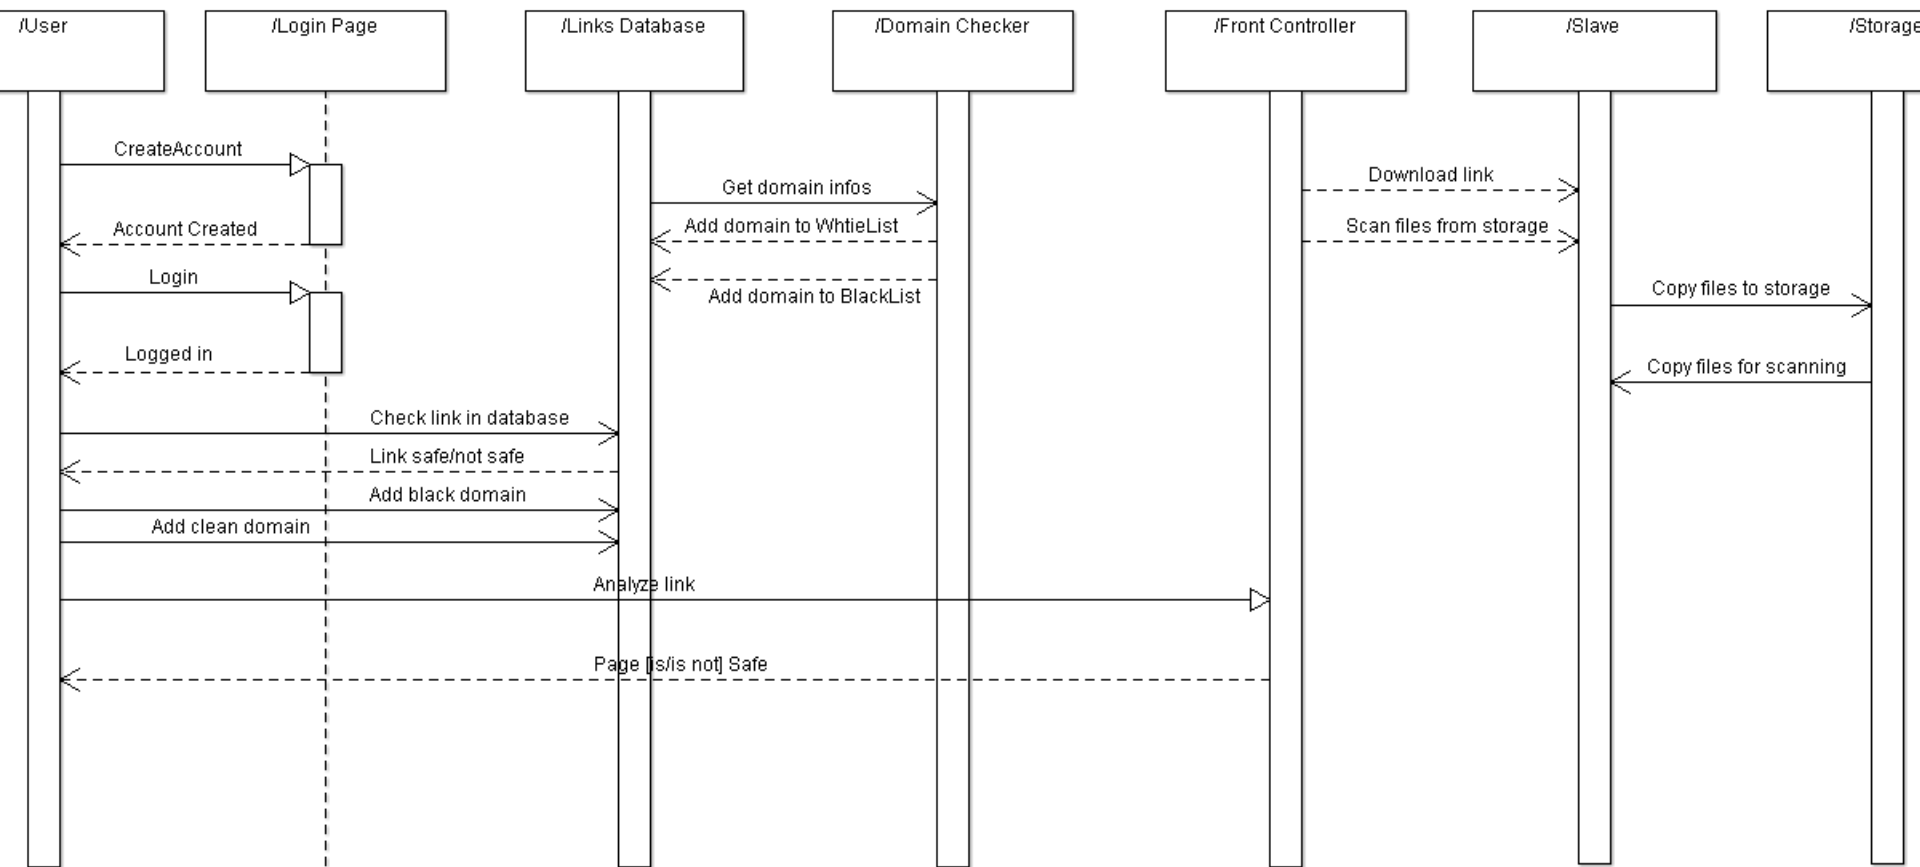 /User
/Login Page
/Links Database
/Domain Checker
/Front Controller
/Slave
/Storage
CreateAccount
Account Created
Login
Logged in
Check link in database
Link safe/not safe
Add black domain
Add clean domain
Analyze link
Page [is/is not] Safe
Get domain infos
Add domain to WhtieList
Add domain to BlackList
Download link
Scan files from storage
Copy files to storage
Copy files for scanning